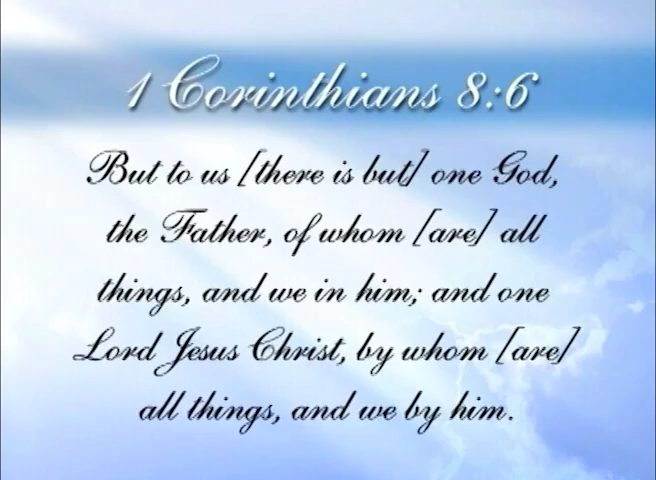 1 Corinthians 8:6
But to us [there is but] one God,
the Father, of whom [are] all
things, and we in him; and one
Lord Jesus Christ, by whom [are]
all things, and we by him.